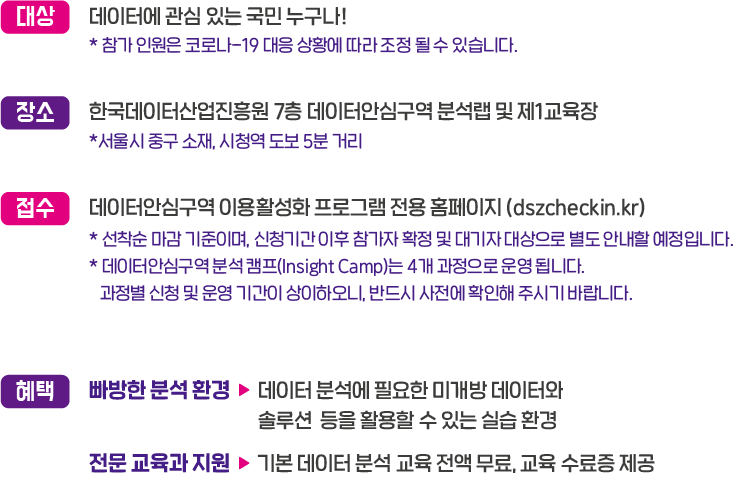 대상
데이터에 관심 있는 국민 누구나!
* 참가 인원은 코로나-19 대응 상황에 따라 조정 될 수 있습니다.
장소
한국데이터산업진흥원 7층 데이터안심구역 분석랩 및 제1교육장
*서울시 중구 소재, 시청역 도보 5분 거리
접수
데이터안심구역 이용활성화 프로그램 전용 홈페이지 (dszcheckin.kr)
* 선착순 마감 기준이며, 신청기간 이후 참가자 확정 및 대기자 대상으로 별도 안내할 예정입니다.
* 데이터안심구역 분석 캠프(Insight Camp)는 4개 과정으로 운영 됩니다.
과정별 신청 및 운영 기간이 상이하오니, 반드시 사전에 확인해 주시기 바랍니다.
혜택
빠방한 분석 환경 ▶ 데이터 분석에 필요한 미개방 데이터와
솔루션 등을 활용할 수 있는 실습 환경
전문 교육과 지원 ▶ 기본 데이터 분석 교육 전액 무료, 교육 수료증 제공